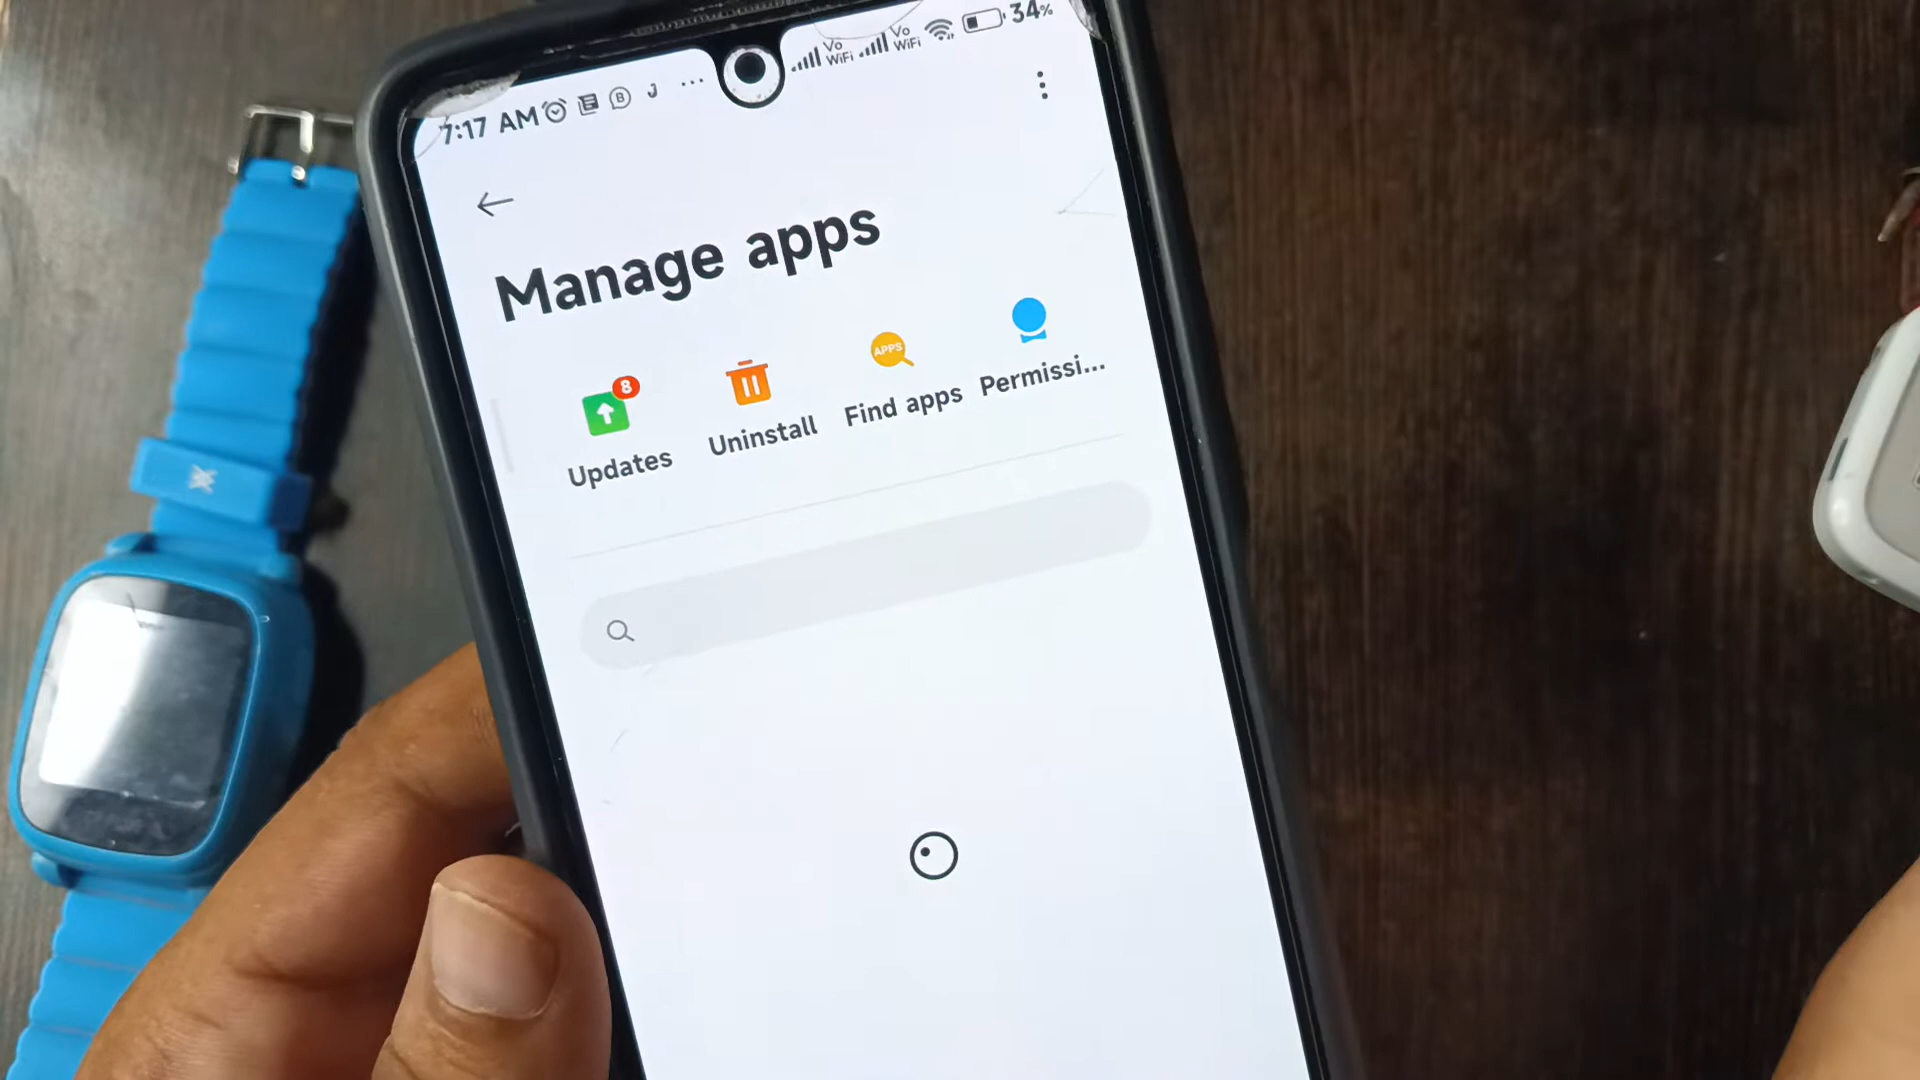 7:17 AM
Vo WiFi
Vo WiFi
34%
Manage apps
8
APPS
Updates
Uninstall
Find apps
Permissi...